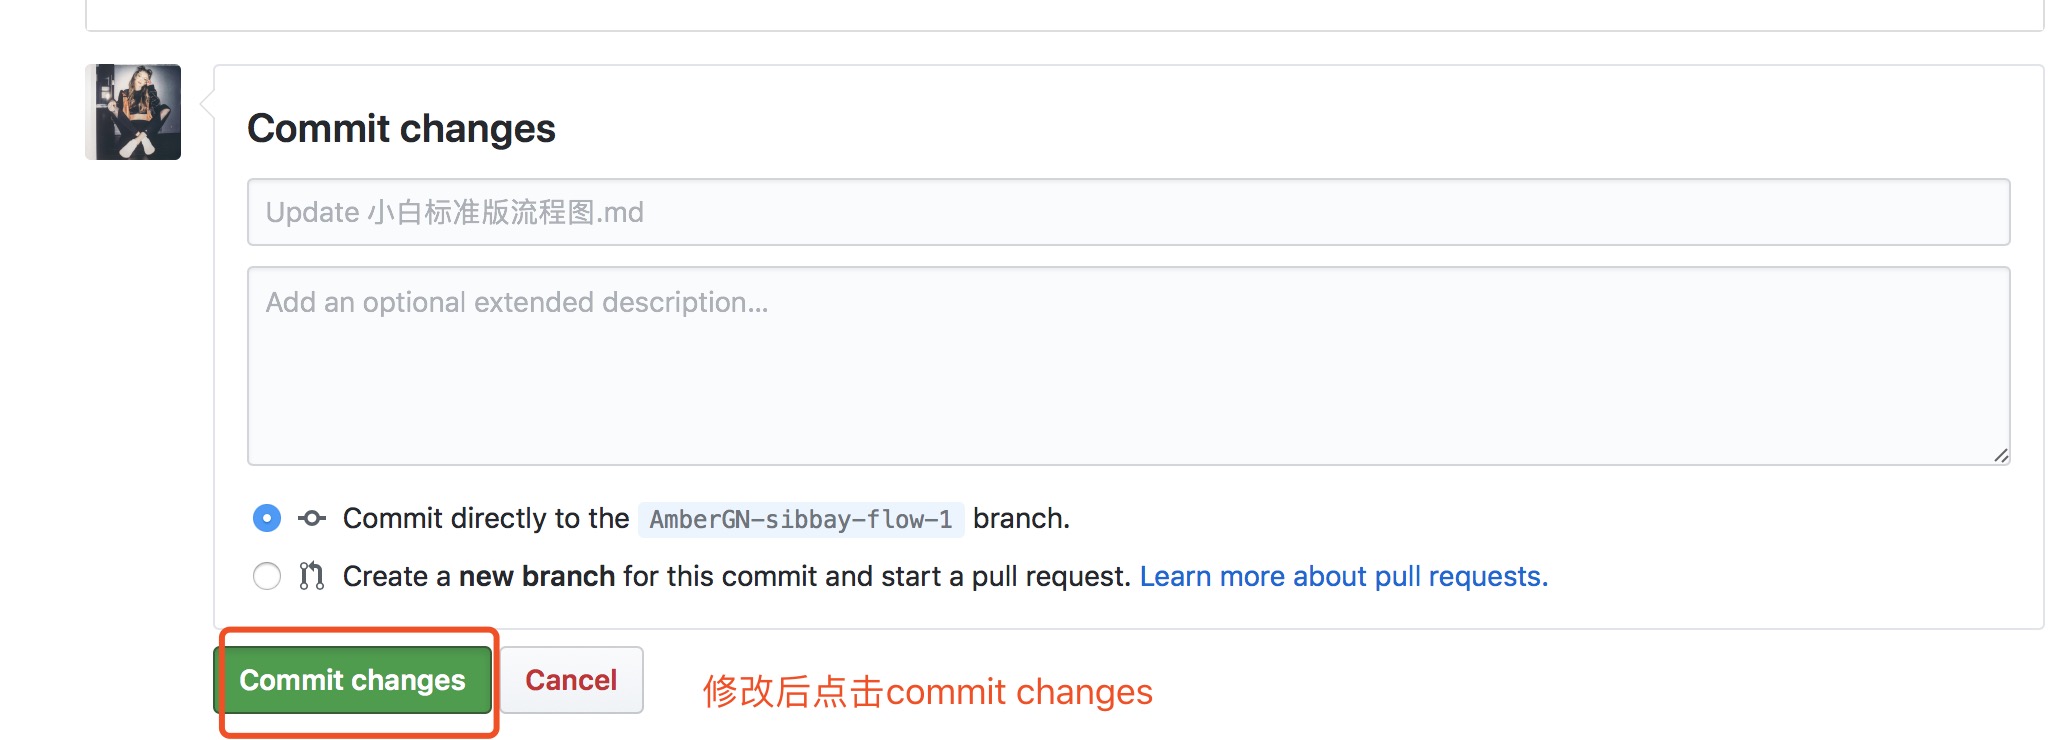 Commit changes
Update 小白标准版流程图.md
Add an optional extended description...
Commit directly to the AmberGN-sibbay-flow-1 branch.
Create a new branch for this commit and start a pull request. Learn more about pull requests.
Commit changes Cancel 修改后点击commit changes